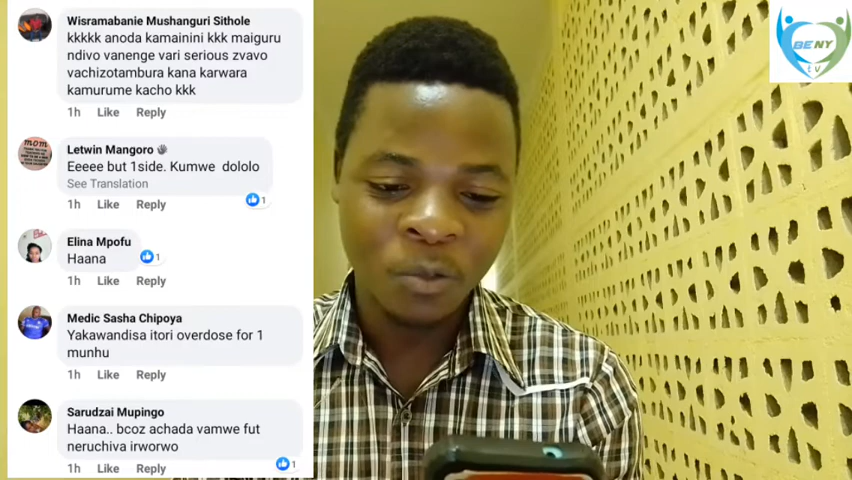 Wisramabanie Mushanguri Sithole
kkkkk anoda kamainini kkk maiguru
ndivo vanenge vari serious zvavo
vachizotambura kana karwara
kamurume kacho kkk
1h Like Reply
MOM
Letwin Mangoro
Eeeee but 1side. Kumwe dololo
See Translation
1h Like Reply
1
Elina Mpofu
Haana
1
1h Like Reply
Medic Sasha Chipoya
Yakawandisa itori overdose for 1
munhu
1h Like Reply
Sarudzai Mupingo
Haana.. bcoz achada vamwe fut
neruchiva irworwo
1h Like Reply
1
BENY
tv